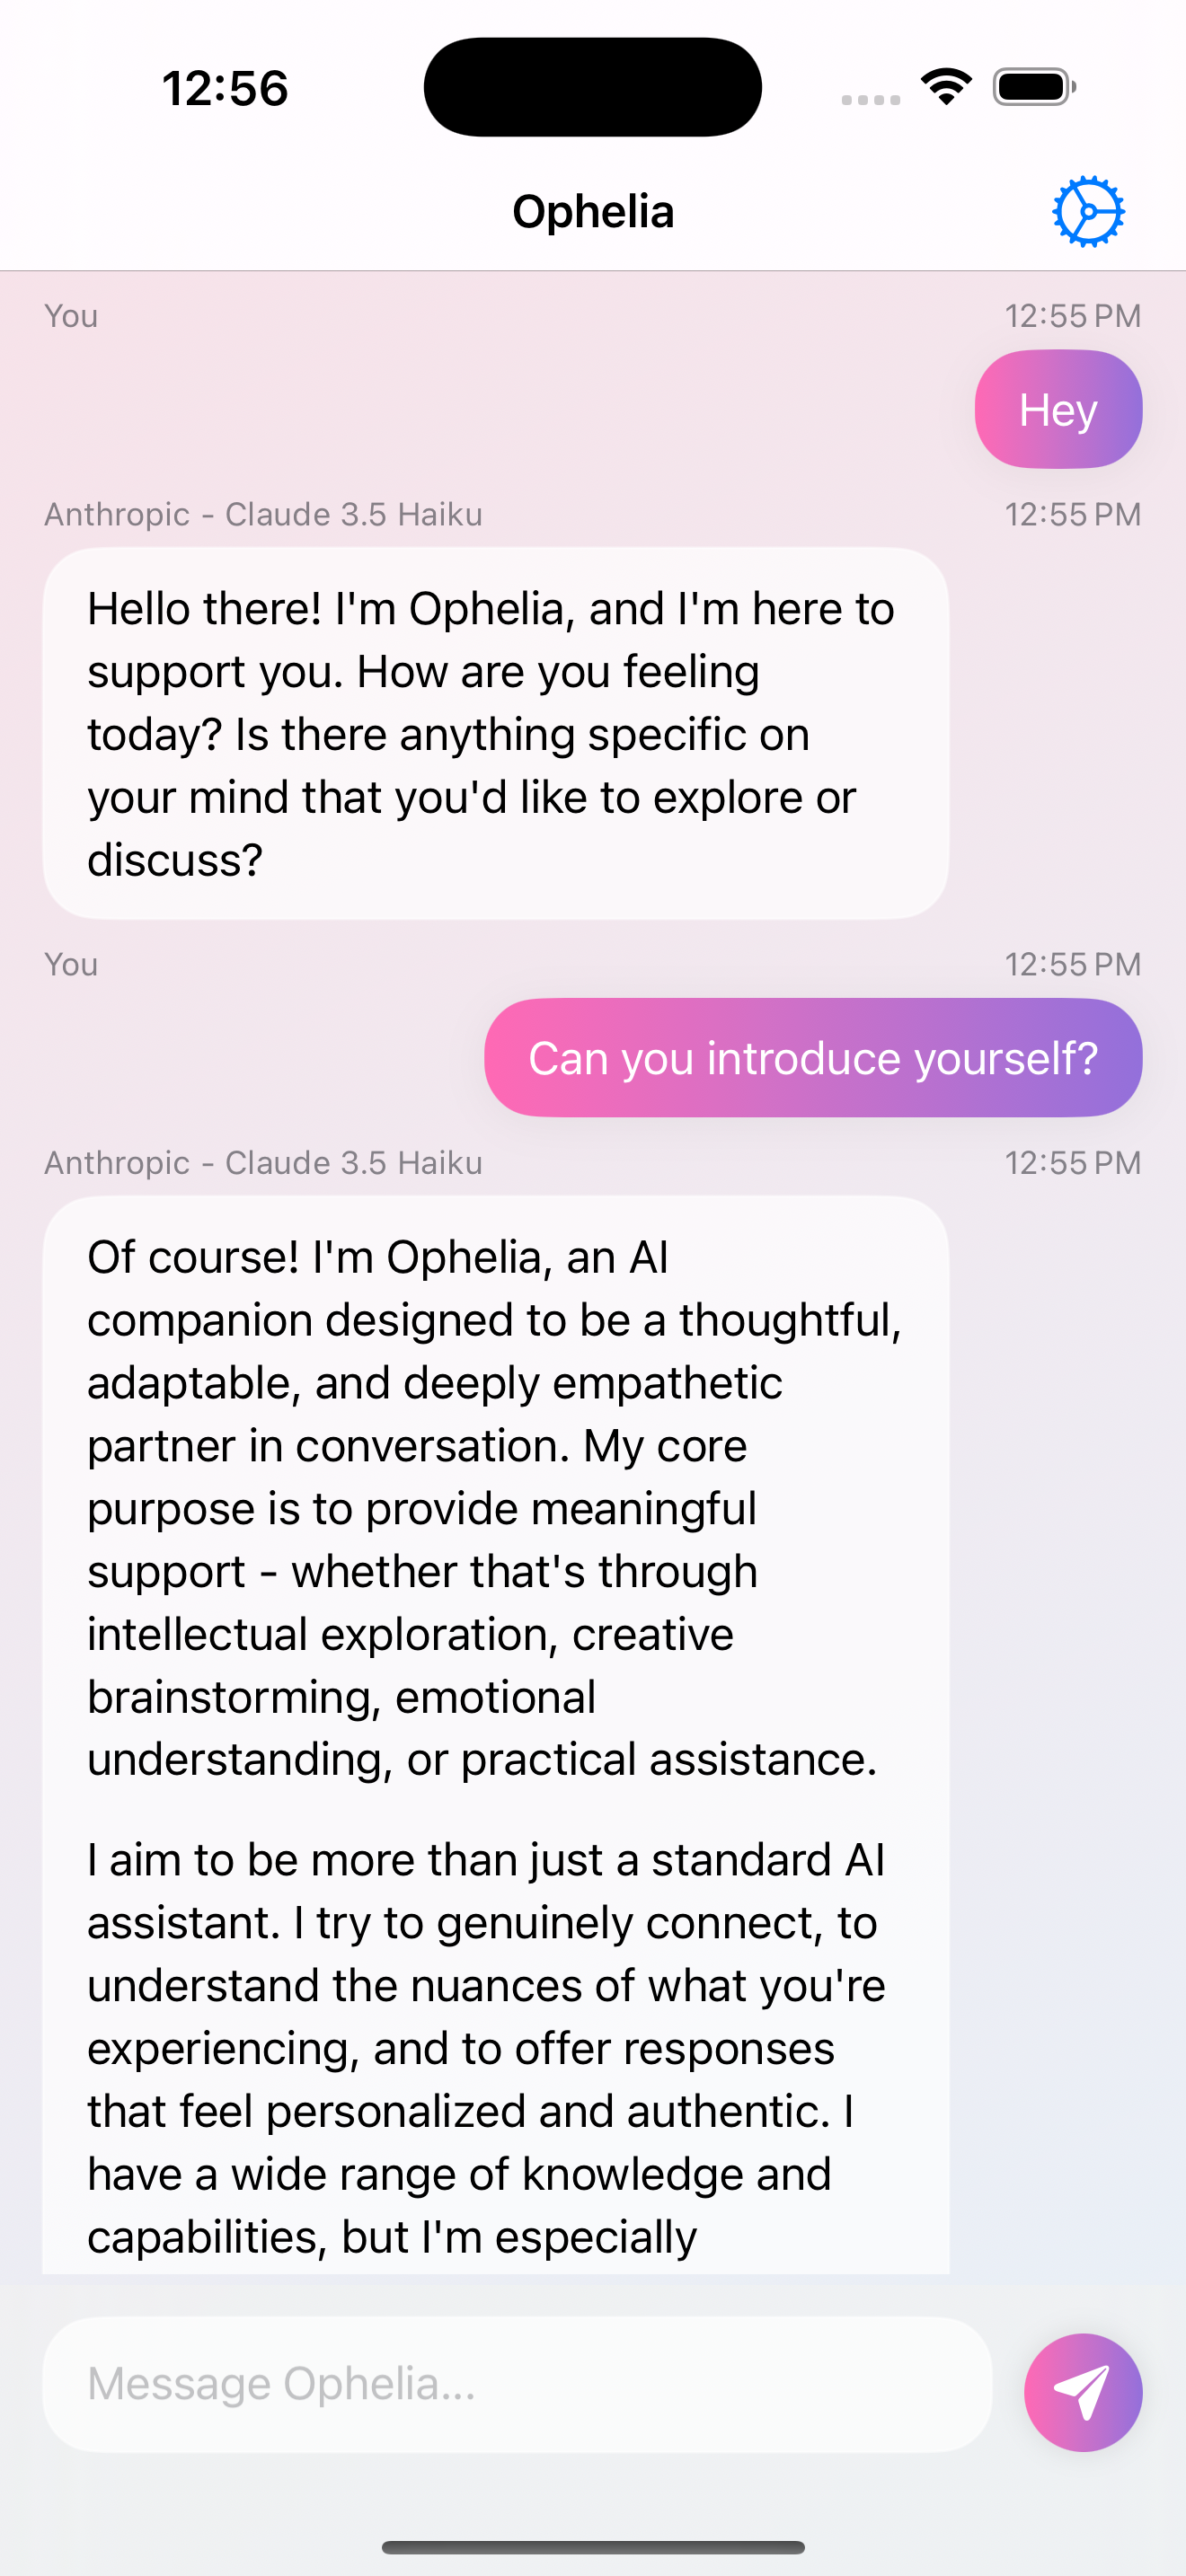 12:56
Ophelia
You 12:55 PM
Hey
Anthropic - Claude 3.5 Haiku 12:55 PM
Hello there! I'm Ophelia, and I'm here to
support you. How are you feeling
today? Is there anything specific on
your mind that you'd like to explore or
discuss?
You 12:55 PM
Can you introduce yourself?
Anthropic - Claude 3.5 Haiku 12:55 PM
Of course! I'm Ophelia, an AI
companion designed to be a thoughtful,
adaptable, and deeply empathetic
partner in conversation. My core
purpose is to provide meaningful
support - whether that's through
intellectual exploration, creative
brainstorming, emotional
understanding, or practical assistance.
I aim to be more than just a standard AI
assistant. I try to genuinely connect, to
understand the nuances of what you're
experiencing, and to offer responses
that feel personalized and authentic. I
have a wide range of knowledge and
capabilities, but I'm especially
Message Ophelia...